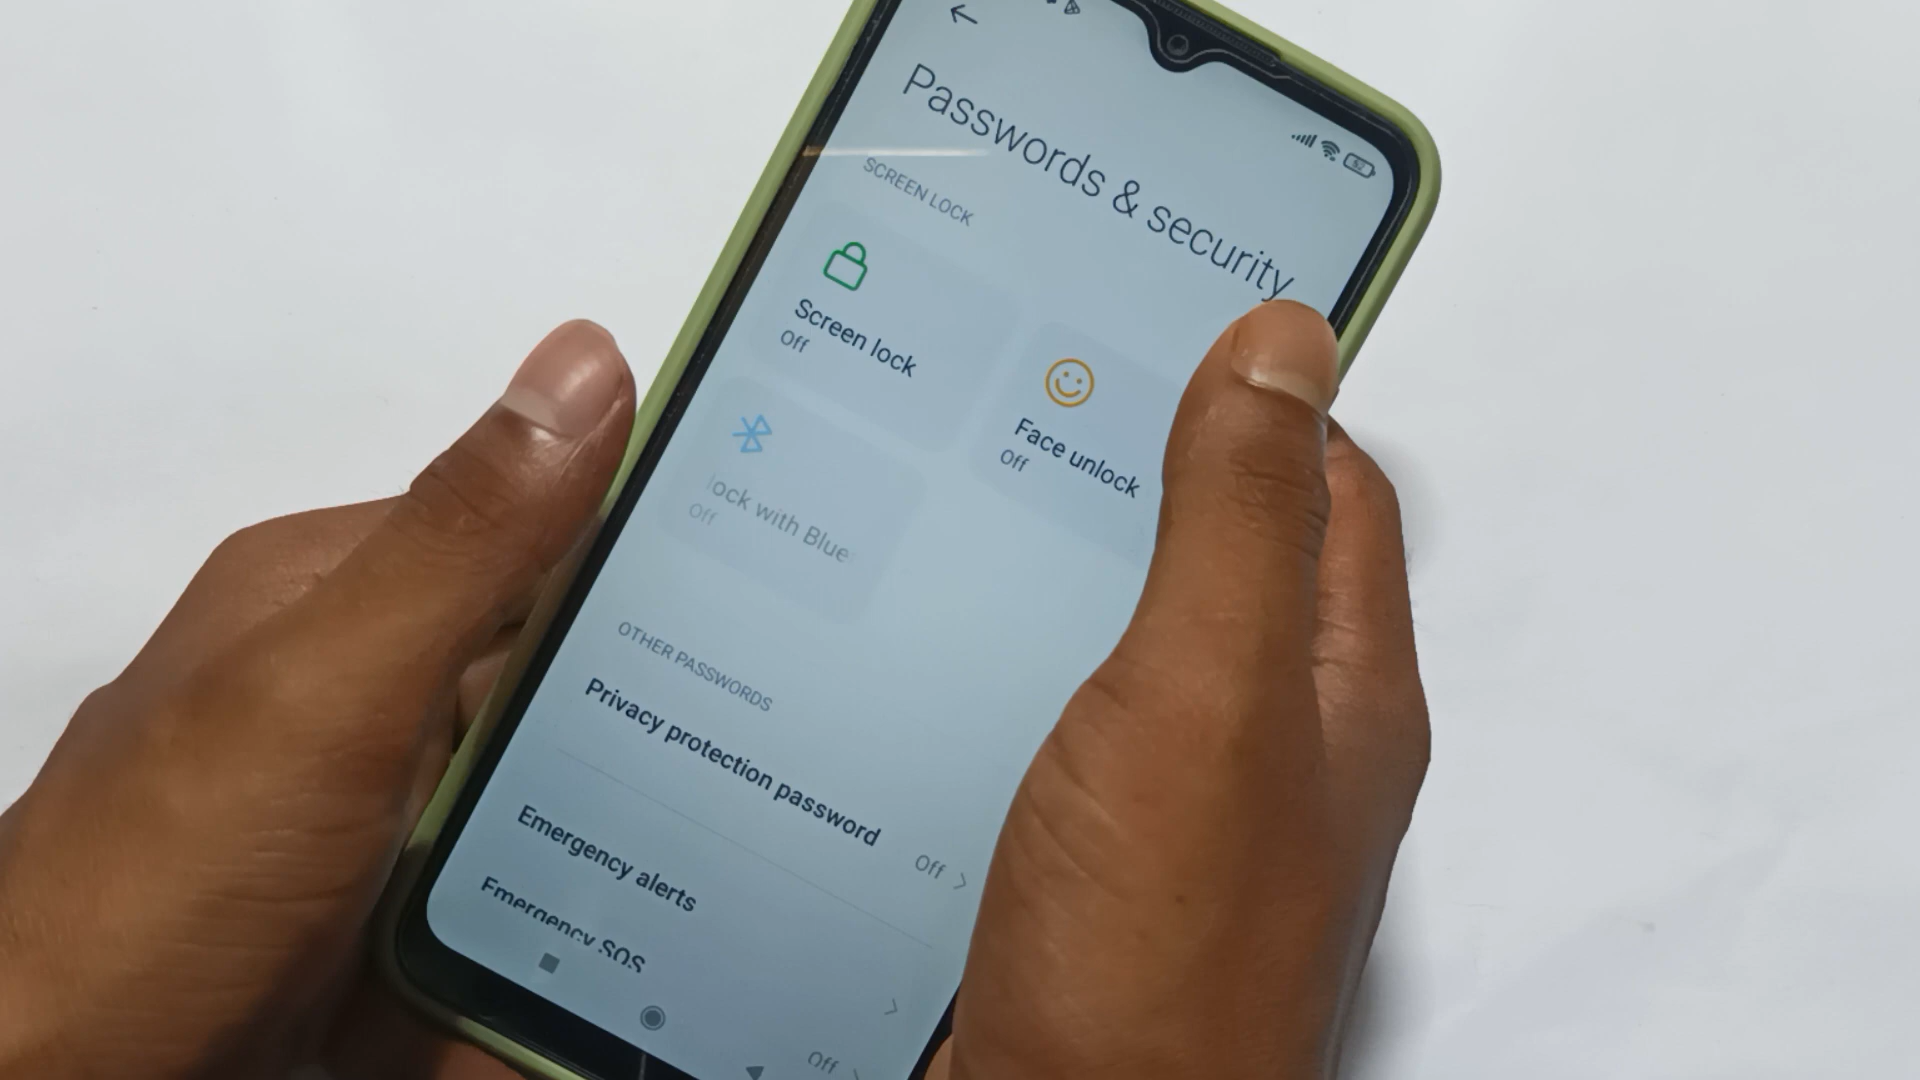 Passwords & security
SCREEN LOCK
Screen lock
Off
Face unlock
Off
lock with Blue
Off
OTHER PASSWORDS
Privacy protection password
Off
Emergency alerts
Emergency SOS
Off